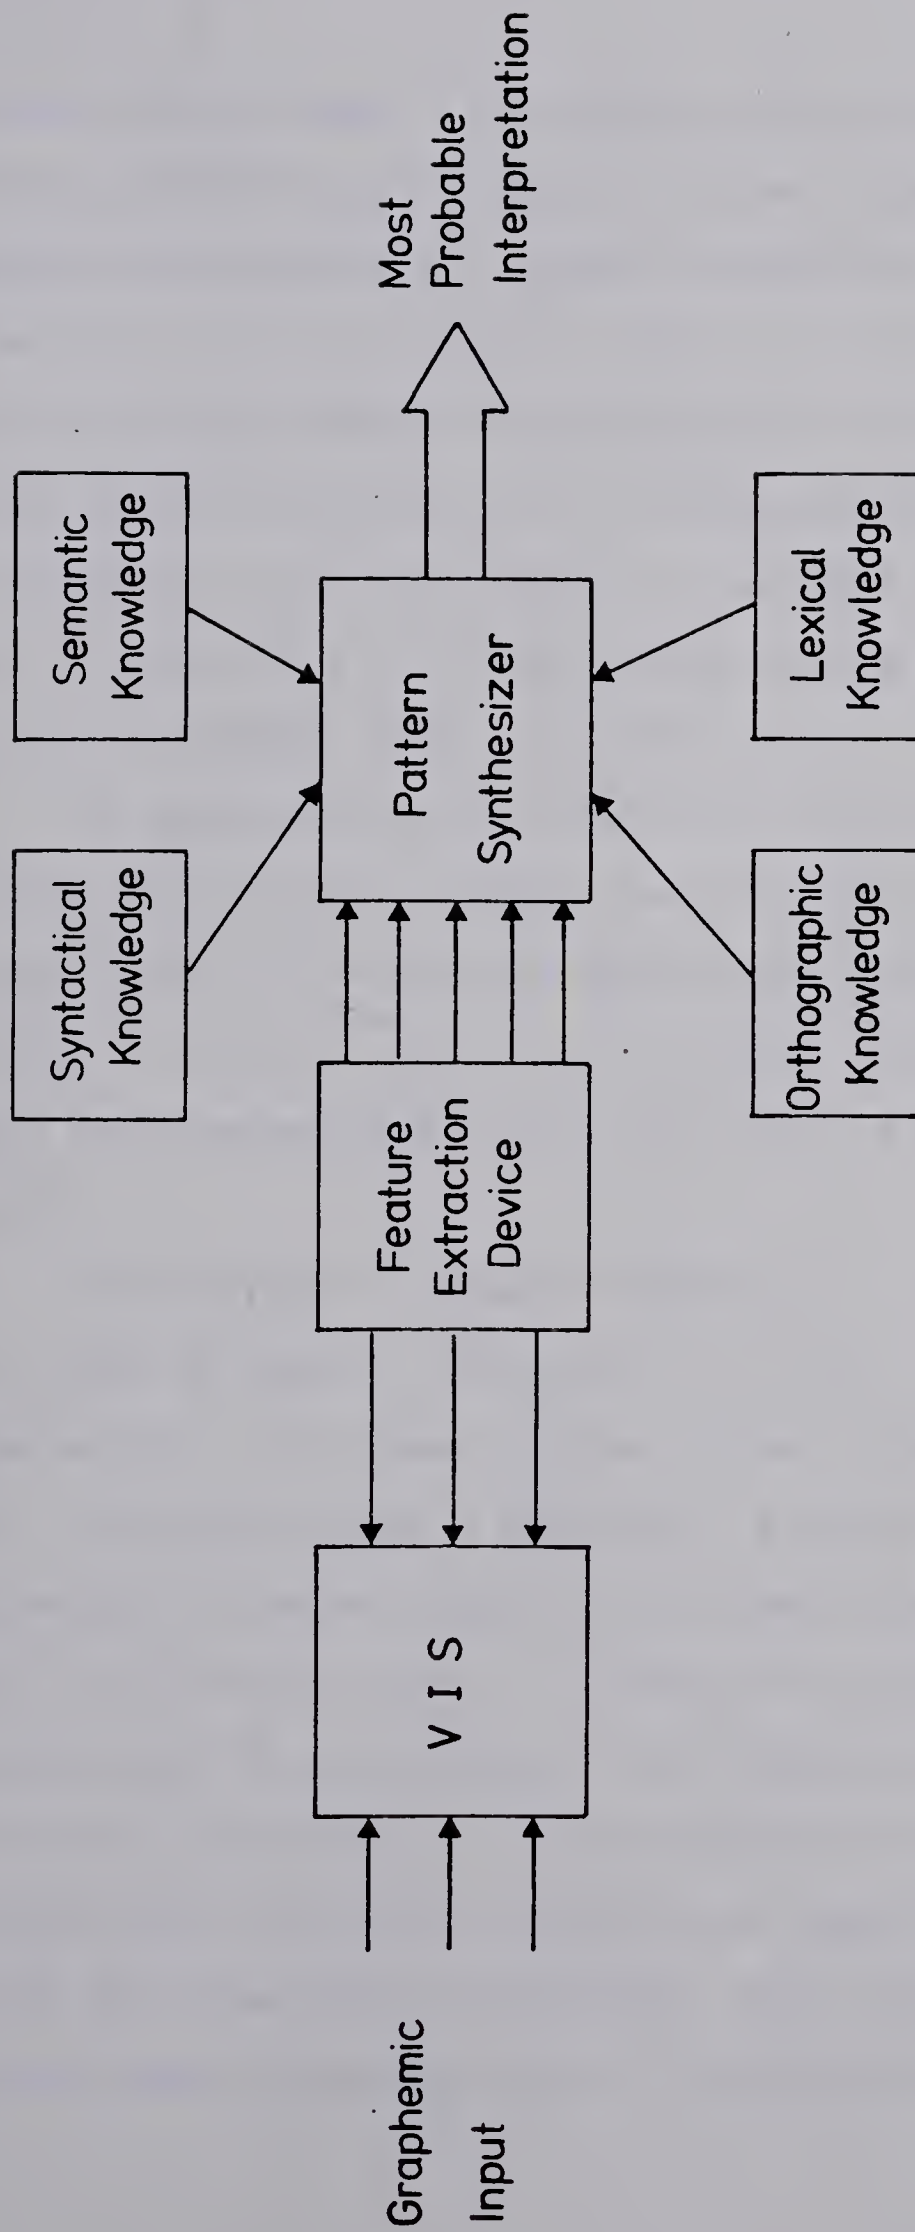 Graphemic
Input
V I S
Feature
Extraction
Device
Syntactical
Knowledge
Semantic
Knowledge
Pattern
Synthesizer
Orthographic
Knowledge
Lexical
Knowledge
Most
Probable
Interpretation